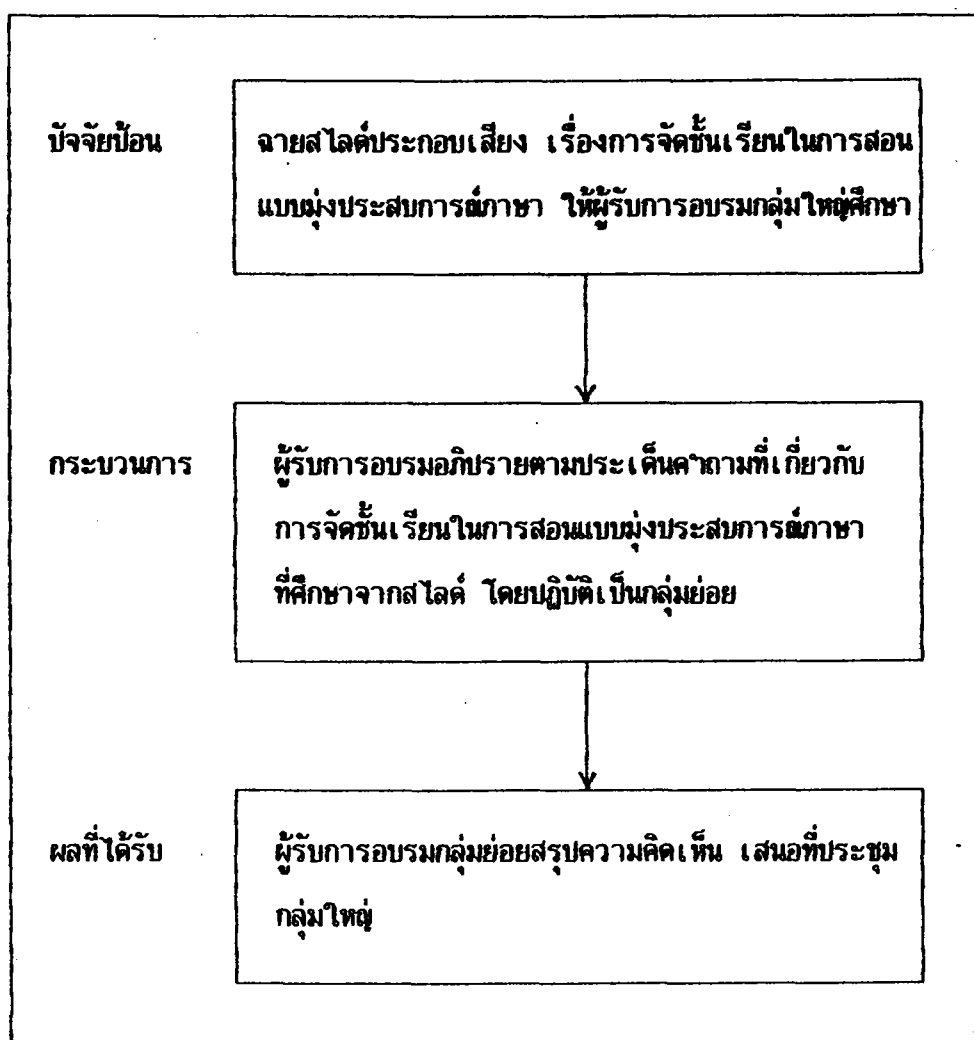 ปัจจัยป้อน
ฉายสไลด์ประกอบเสียง เรื่องการจัดชั้นเรียนในการสอน
แบบมุ่งประสบการณ์ภาษา ให้ผู้รับการอบรมกลุ่มใหญ่ศึกษา
กระบวนการ
ผู้รับการอบรมอภิปรายตามประเด็นคำถามที่เกี่ยวกับ
การจัดชั้นเรียนในการสอนแบบมุ่งประสบการณ์ภาษา
ที่ศึกษาจากสไลด์ โดยปฏิบัติเป็นกลุ่มย่อย
ผลที่ได้รับ
ผู้รับการอบรมกลุ่มย่อยสรุปความคิดเห็น เสนอที่ประชุม
กลุ่มใหญ่